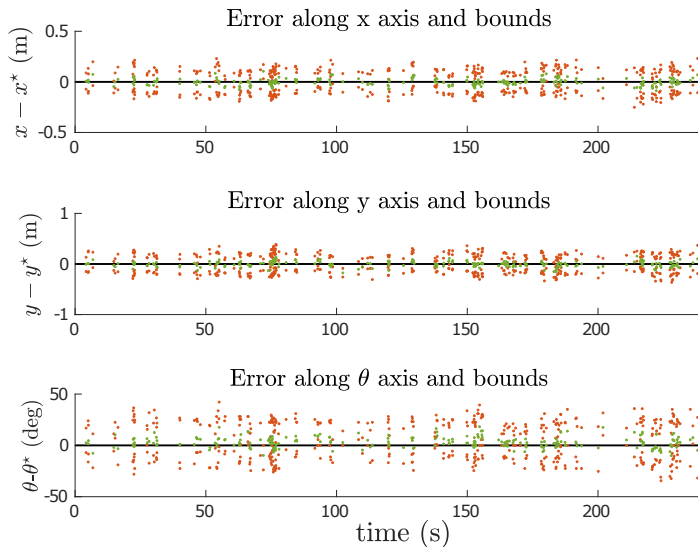 Error along x axis and bounds
x − x* (m)
0.5
0
-0.5
0 50 100 150 200
Error along y axis and bounds
y − y* (m)
1
0
-1
0 50 100 150 200
Error along θ axis and bounds
θ-θ* (deg)
50
0
-50
0 50 100 150 200
time (s)